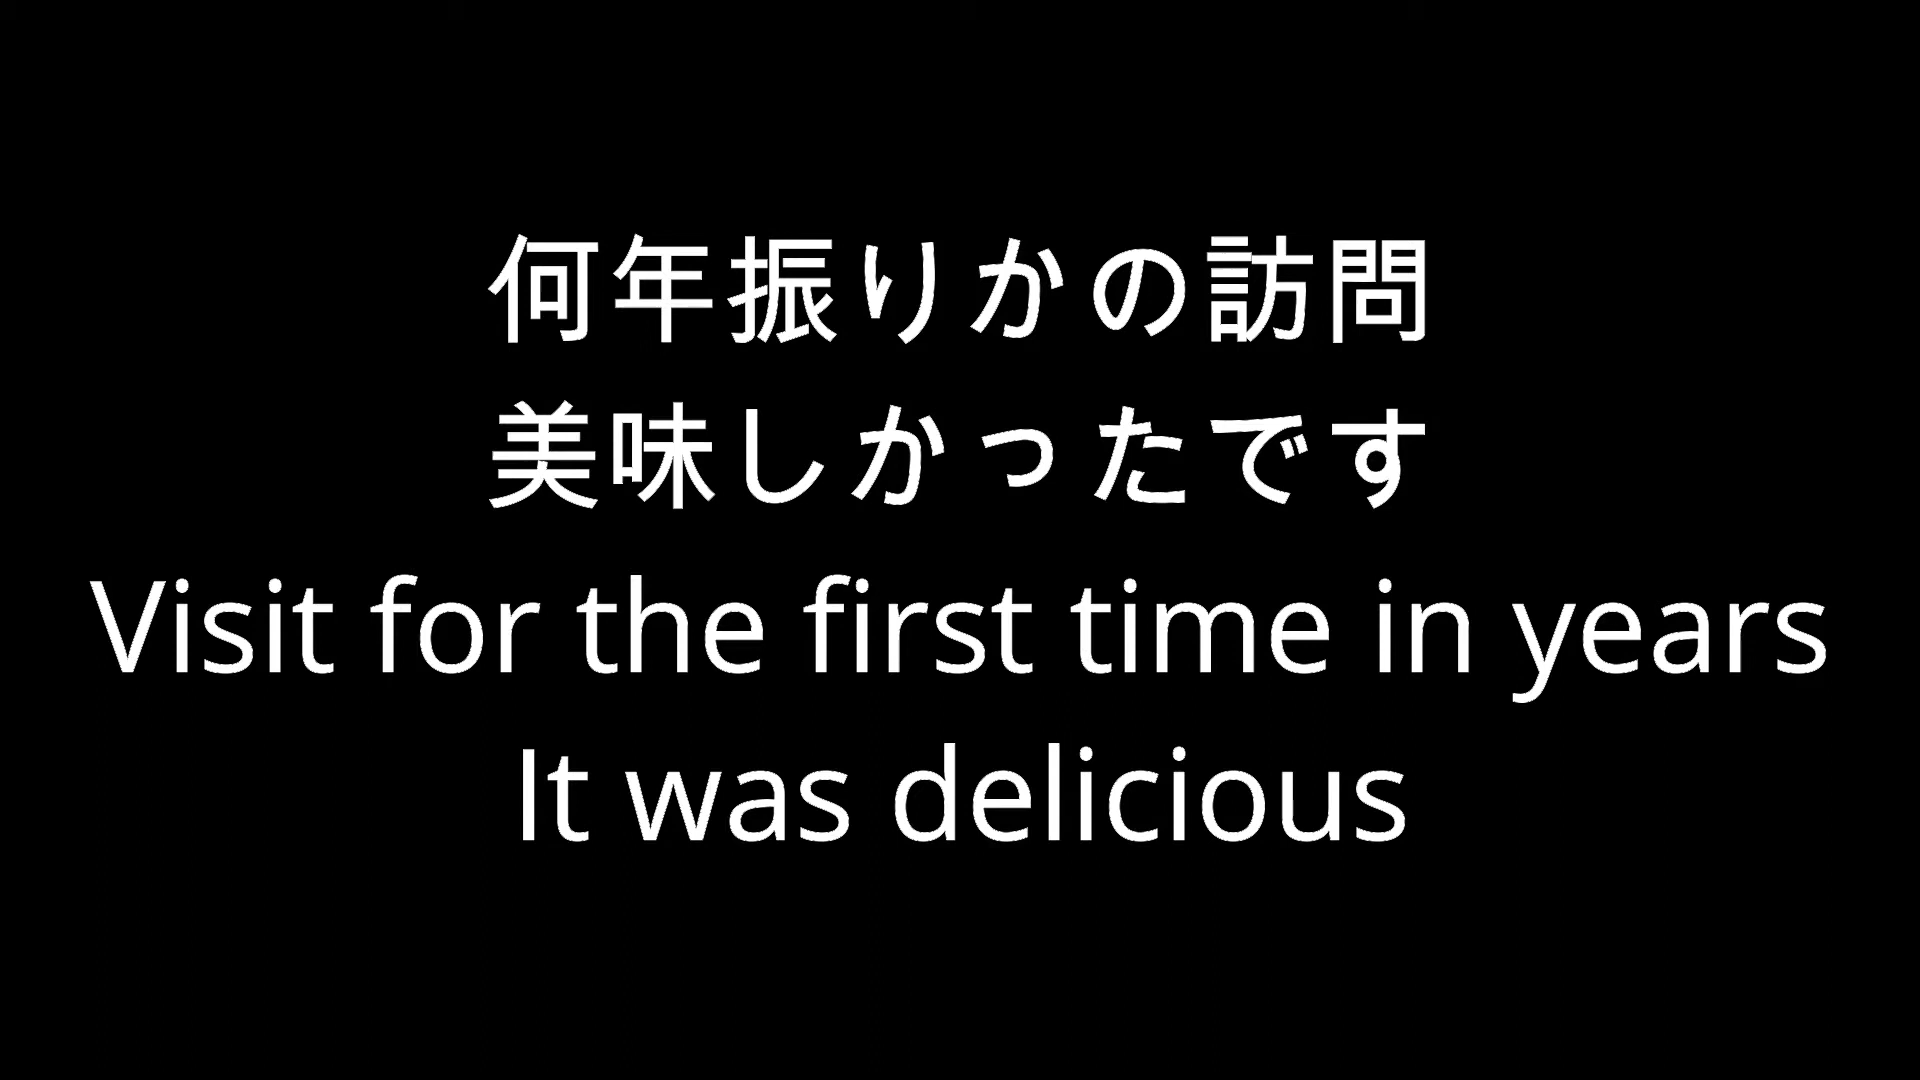 何年振りかの訪問
美味しかったです
Visit for the first time in years
It was delicious